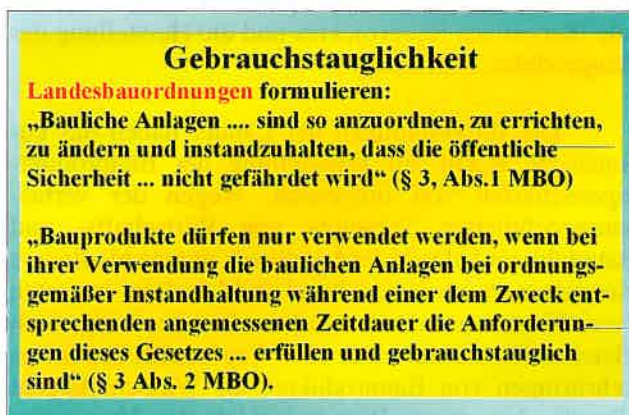 Gebrauchstauglichkeit
Landesbauordnungen formulieren:
„Bauliche Anlagen .... sind so anzuordnen, zu errichten,
zu ändern und instandzuhalten, dass die öffentliche
Sicherheit ... nicht gefährdet wird“ (§ 3, Abs.1 MBO)
„Bauprodukte dürfen nur verwendet werden, wenn bei
ihrer Verwendung die baulichen Anlagen bei ordnungs-
gemäßer Instandhaltung während einer dem Zweck ent-
sprechenden angemessenen Zeitdauer die Anforderun-
gen dieses Gesetzes ... erfüllen und gebrauchstauglich
sind“ (§ 3 Abs. 2 MBO).